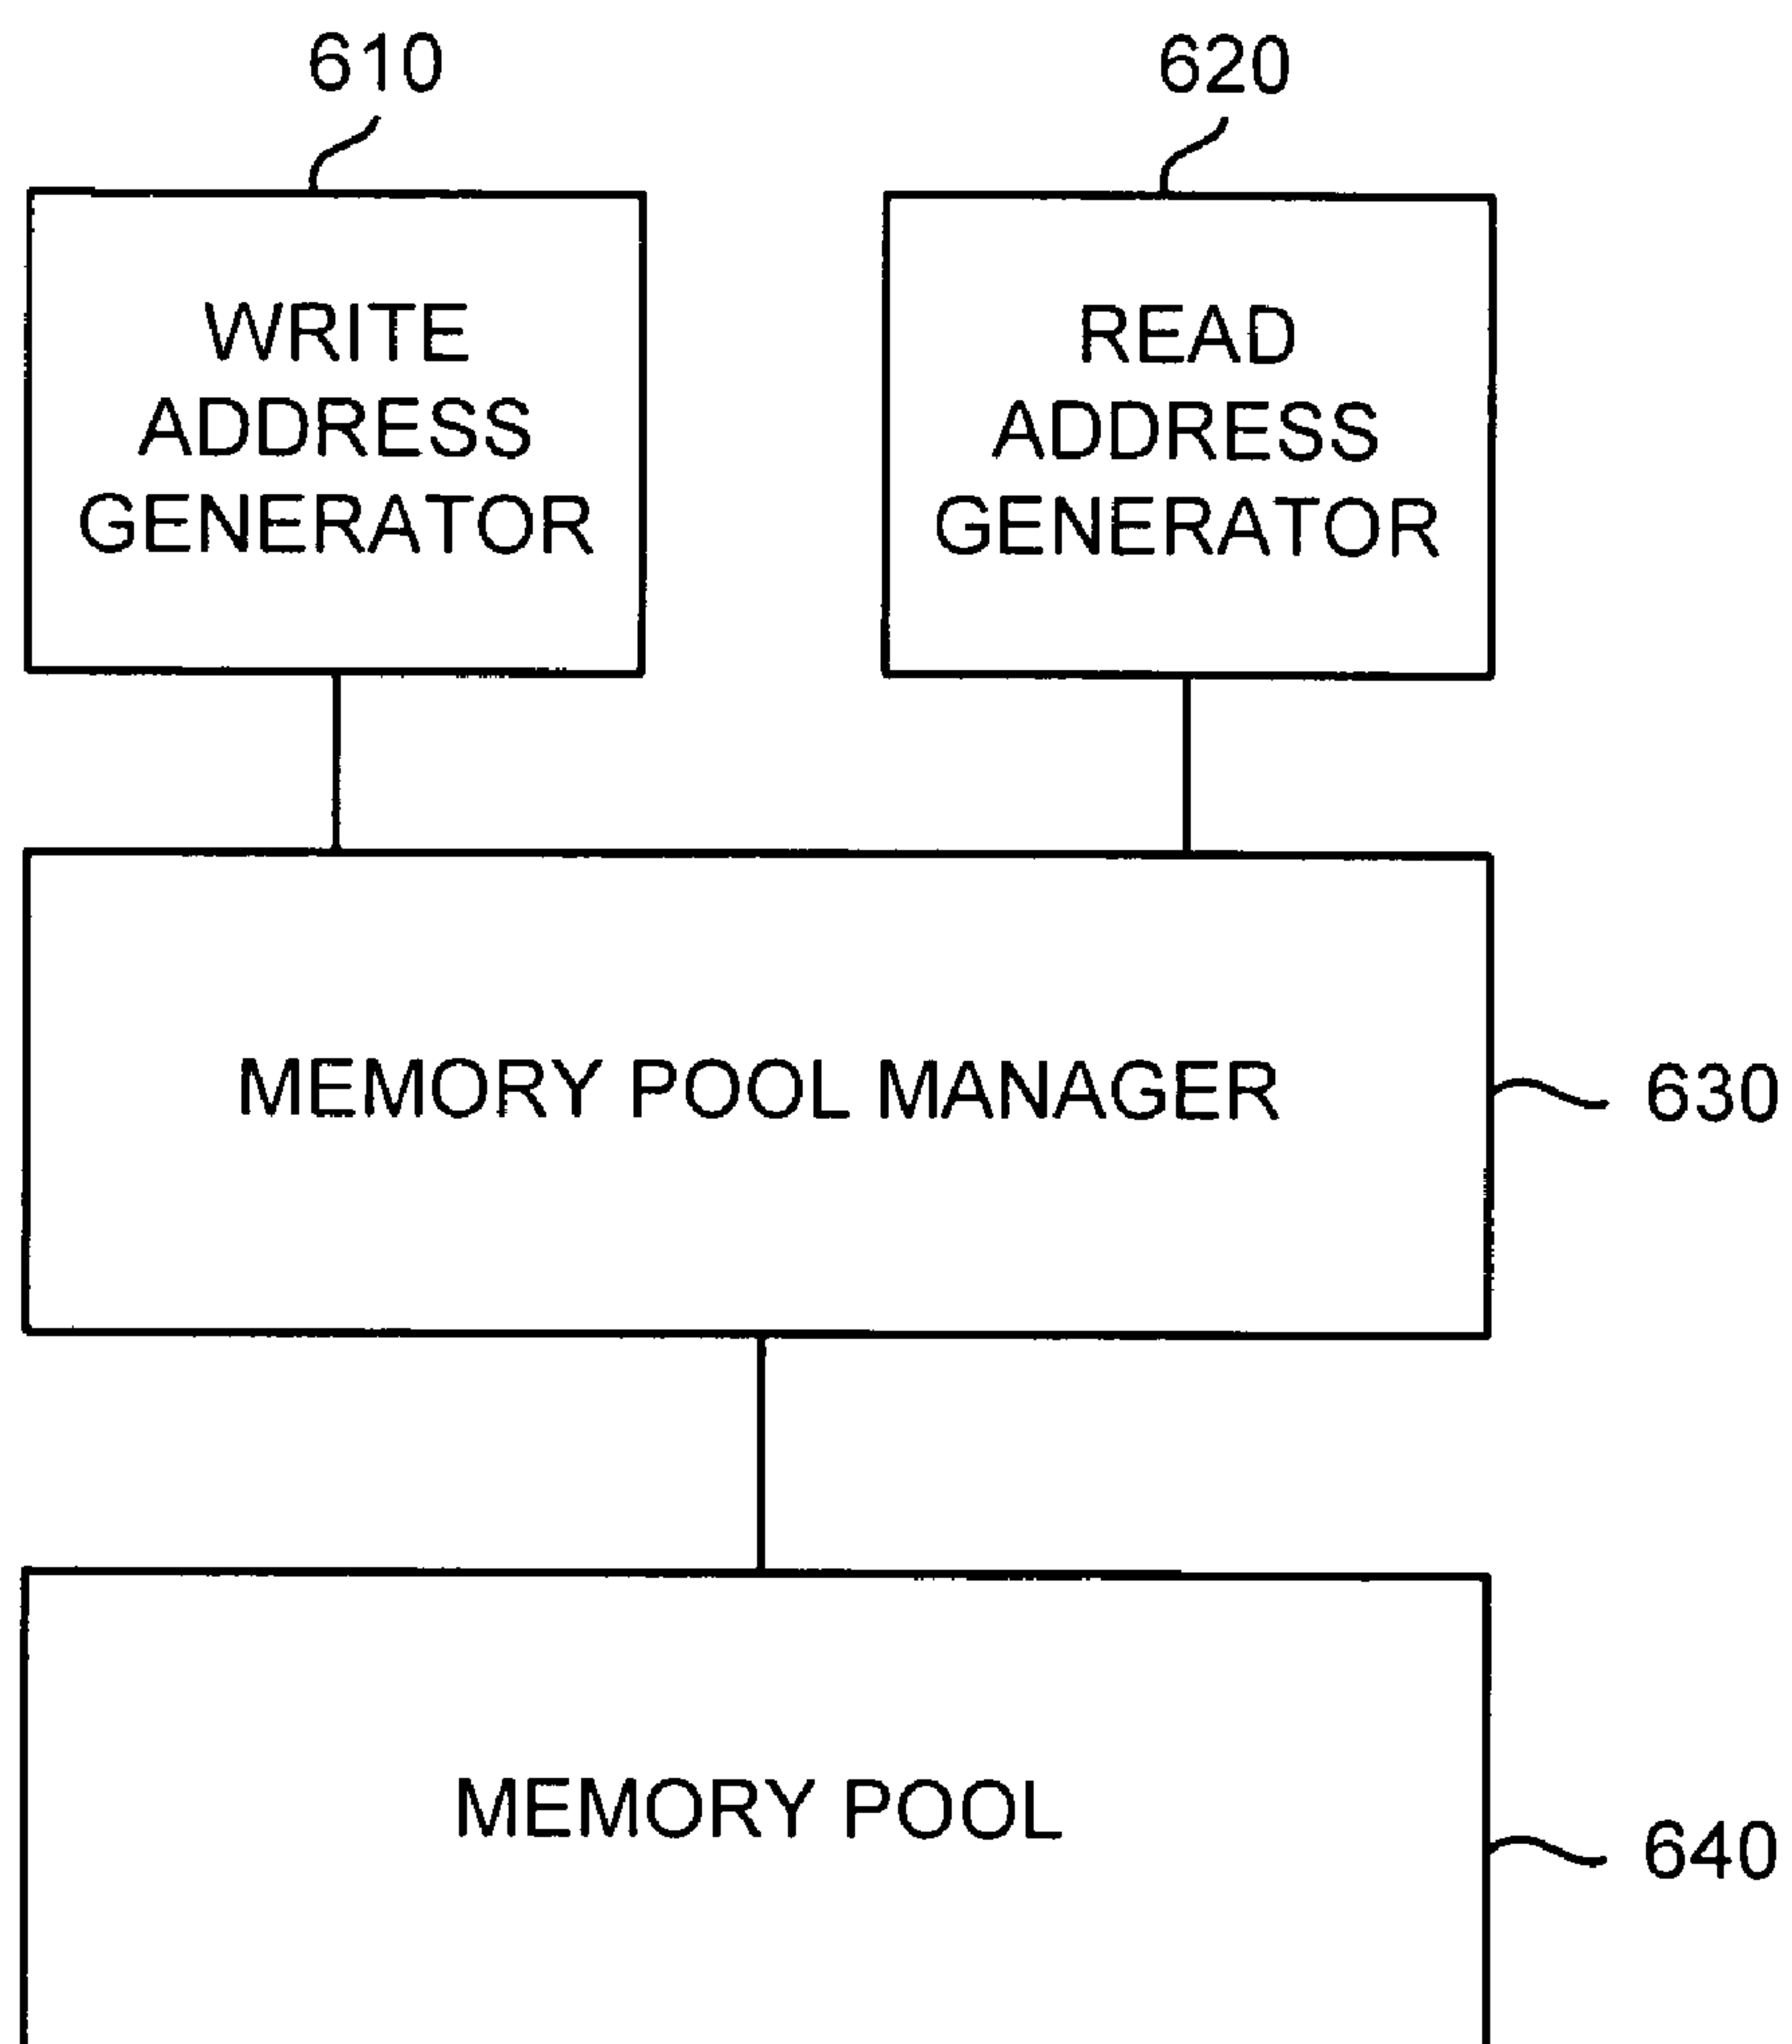 610
620
WRITE
ADDRESS
GENERATOR
READ
ADDRESS
GENERATOR
MEMORY POOL MANAGER
630
MEMORY POOL
640